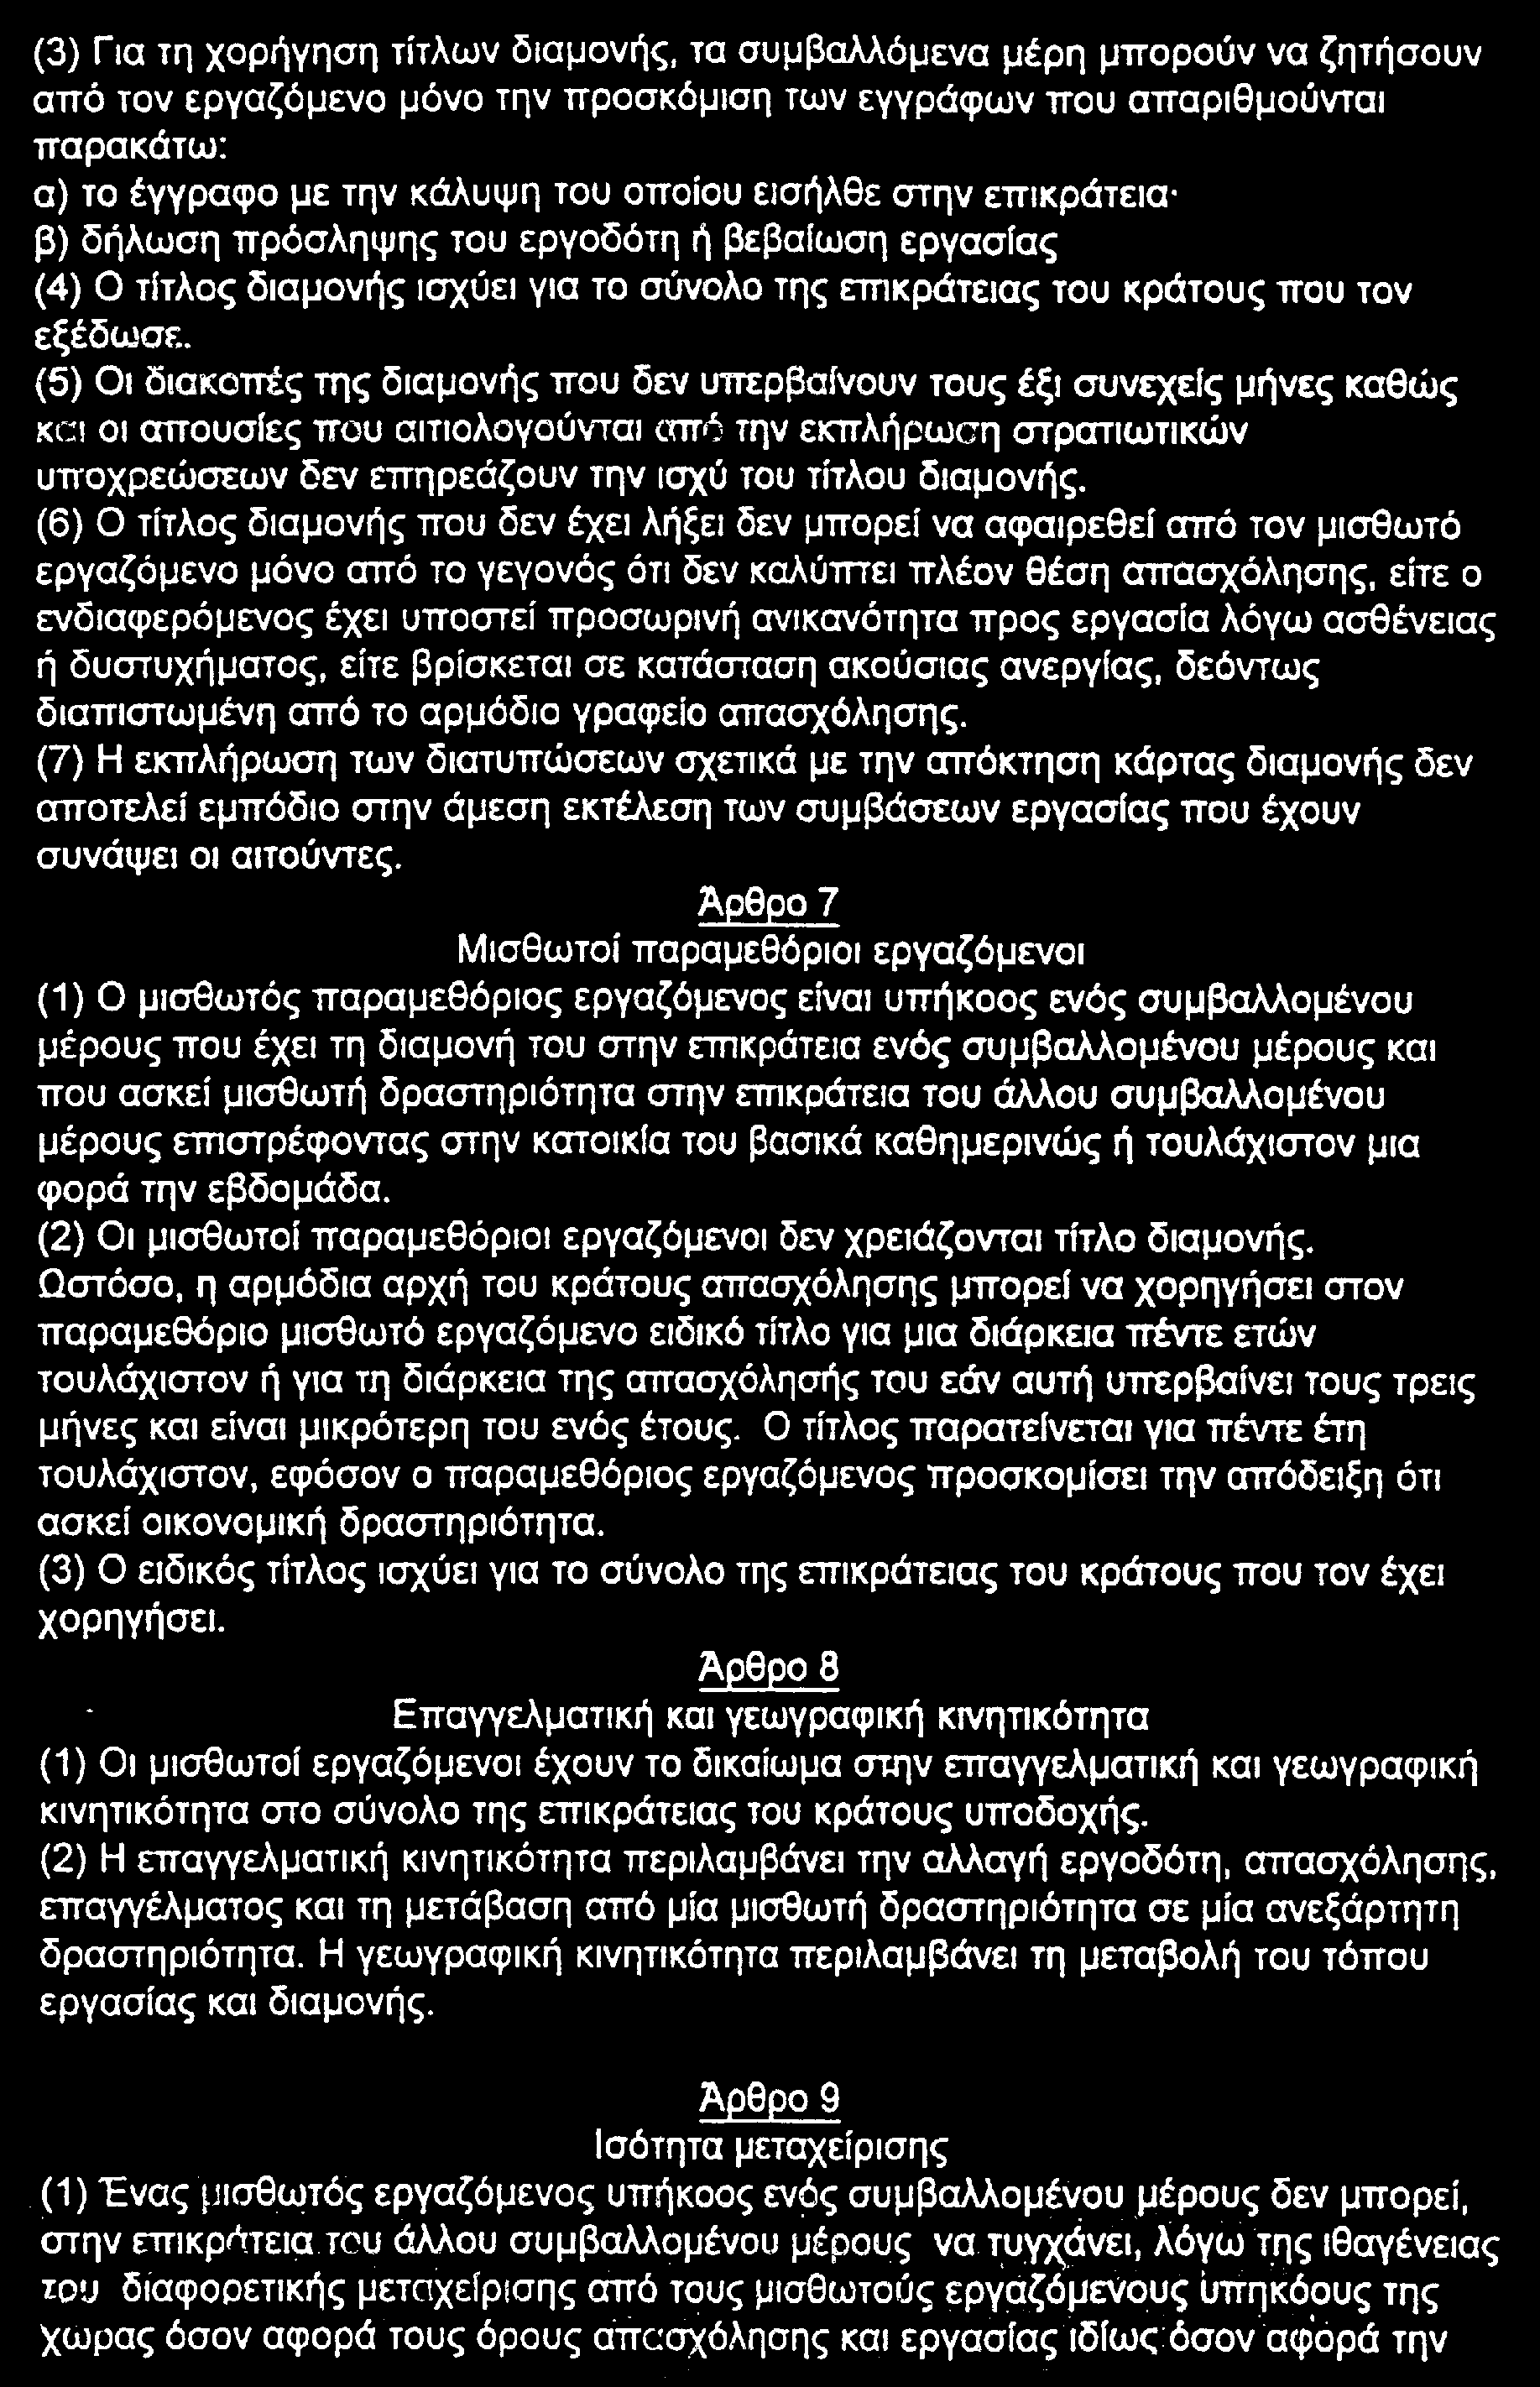 (3) Για τη χορήγηση τίτλων διαμονής, τα συμβαλλόμενα μέρη μπορούν να ζητήσουν
από τον εργαζόμενο μόνο την προσκόμιση των εγγράφων που απαριθμούνται
παρακάτω:
α) το έγγραφο με την κάλυψη του οποίου εισήλθε στην επικράτεια·
β) δήλωση πρόσληψης του εργοδότη ή βεβαίωση εργασίας
(4) Ο τίτλος διαμονής ισχύει για το σύνολο της επικράτειας του κράτους που τον
εξέδωσε.
(5) Οι διακοπές της διαμονής που δεν υπερβαίνουν τους έξι συνεχείς μήνες καθώς
και οι απουσίες που αιτιολογούνται από την εκπλήρωση στρατιωτικών
υποχρεώσεων δεν επηρεάζουν την ισχύ του τίτλου διαμονής.
(6) Ο τίτλος διαμονής που δεν έχει λήξει δεν μπορεί να αφαιρεθεί από τον μισθωτό
εργαζόμενο μόνο από το γεγονός ότι δεν καλύπτει πλέον θέση απασχόλησης, είτε ο
ενδιαφερόμενος έχει υποστεί προσωρινή ανικανότητα προς εργασία λόγω ασθένειας
ή δυστυχήματος, είτε βρίσκεται σε κατάσταση ακούσιας ανεργίας, δεόντως
διαπιστωμένη από το αρμόδιο γραφείο απασχόλησης.
(7) Η εκπλήρωση των διατυπώσεων σχετικά με την απόκτηση κάρτας διαμονής δεν
αποτελεί εμπόδιο στην άμεση εκτέλεση των συμβάσεων εργασίας που έχουν
συνάψει οι αιτούντες.
Άρθρο 7
Μισθωτοί παραμεθόριοι εργαζόμενοι
(1) Ο μισθωτός παραμεθόριος εργαζόμενος είναι υπήκοος ενός συμβαλλομένου
μέρους που έχει τη διαμονή του στην επικράτεια ενός συμβαλλομένου μέρους και
που ασκεί μισθωτή δραστηριότητα στην επικράτεια του άλλου συμβαλλομένου
μέρους επιστρέφοντας στην κατοικία του βασικά καθημερινώς ή τουλάχιστον μια
φορά την εβδομάδα.
(2) Οι μισθωτοί παραμεθόριοι εργαζόμενοι δεν χρειάζονται τίτλο διαμονής.
Ωστόσο, η αρμόδια αρχή του κράτους απασχόλησης μπορεί να χορηγήσει στον
παραμεθόριο μισθωτό εργαζόμενο ειδικό τίτλο για μια διάρκεια πέντε ετών
τουλάχιστον ή για τη διάρκεια της απασχόλησής του εάν αυτή υπερβαίνει τους τρεις
μήνες και είναι μικρότερη του ενός έτους. Ο τίτλος παρατείνεται για πέντε έτη
τουλάχιστον, εφόσον ο παραμεθόριος εργαζόμενος προσκομίσει την απόδειξη ότι
ασκεί οικονομική δραστηριότητα.
(3) Ο ειδικός τίτλος ισχύει για το σύνολο της επικράτειας του κράτους που τον έχει
χορηγήσει.
Άρθρο 8
Επαγγελματική και γεωγραφική κινητικότητα
(1) Οι μισθωτοί εργαζόμενοι έχουν το δικαίωμα στην επαγγελματική και γεωγραφική
κινητικότητα στο σύνολο της επικράτειας του κράτους υποδοχής.
(2) Η επαγγελματική κινητικότητα περιλαμβάνει την αλλαγή εργοδότη, απασχόλησης,
επαγγέλματος και τη μετάβαση από μία μισθωτή δραστηριότητα σε μία ανεξάρτητη
δραστηριότητα. Η γεωγραφική κινητικότητα περιλαμβάνει τη μεταβολή του τόπου
εργασίας και διαμονής.
Άρθρο 9
Ισότητα μεταχείρισης
(1) Ένας μισθωτός εργαζόμενος υπήκοος ενός συμβαλλομένου μέρους δεν μπορεί,
στην επικράτεια του άλλου συμβαλλομένου μέρους να τυγχάνει, λόγω της ιθαγένειας
του διαφορετικής μεταχείρισης από τους μισθωτούς εργαζόμενους υπηκόους της
χώρας όσον αφορά τους όρους απασχόλησης και εργασίας ιδίως όσον αφορά την